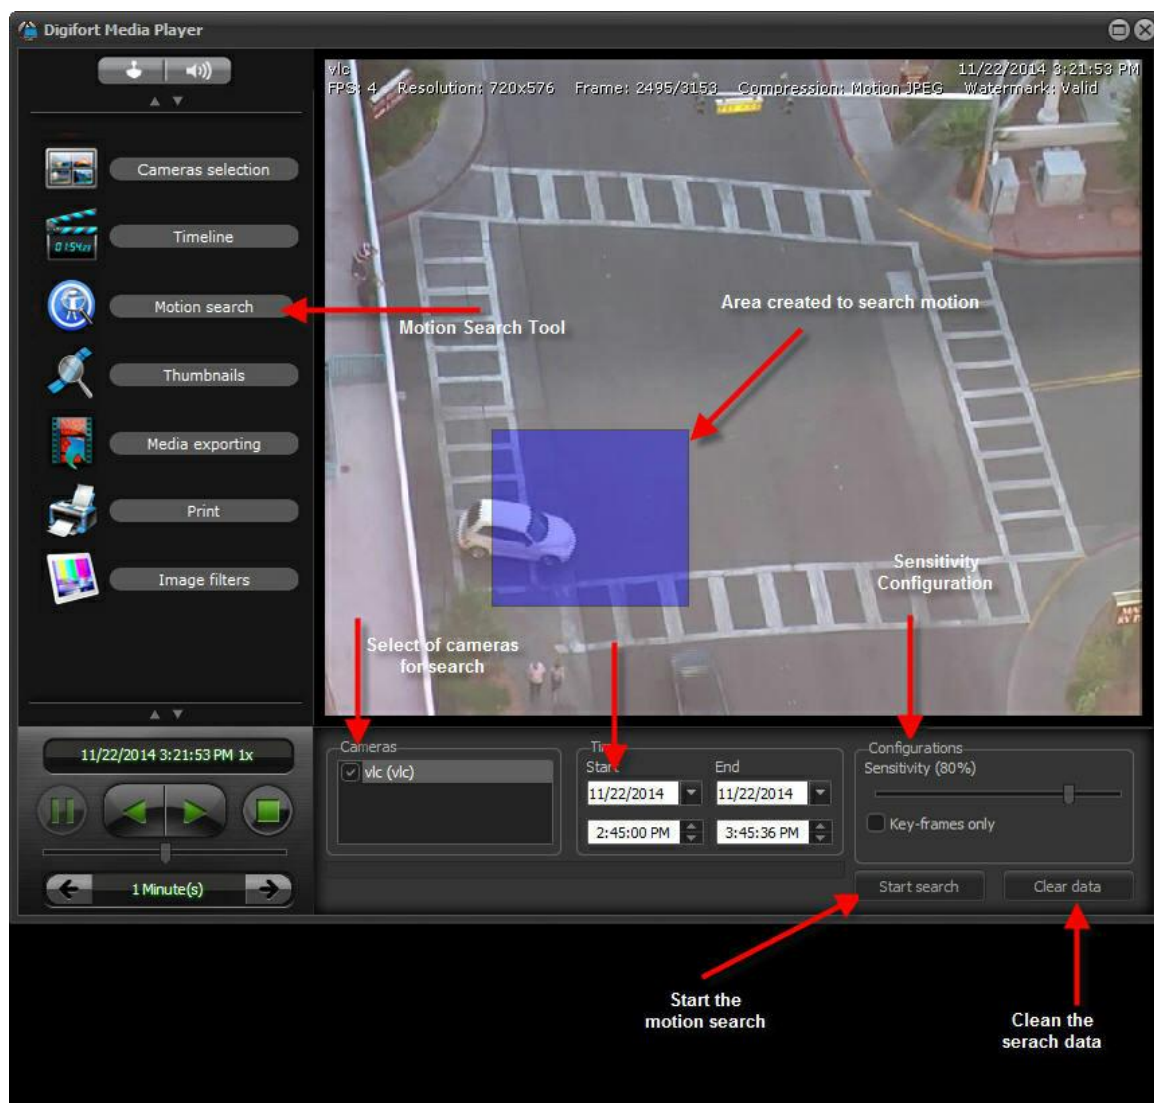 Digifort Media Player
vlc
11/22/2014 3:21:53 PM
FPS: 4 Resolution: 720x576 Frame: 2495/3153 Compression: Motion JPEG Watermark: Valid
Cameras selection
01:54:21
Timeline
Motion search
Thumbnails
Media exporting
Print
Image filters
Motion Search Tool
Area created to search motion
Sensitivity
Configuration
Select of cameras
for search
11/22/2014 3:21:53 PM 1x
1 Minute(s)
Cameras
vlc (vlc)
Start
End
11/22/2014
11/22/2014
2:45:00 PM
3:45:36 PM
Configurations
Sensitivity (80%)
Key-frames only
Start search
Clear data
Start the
motion search
Clean the
serach data